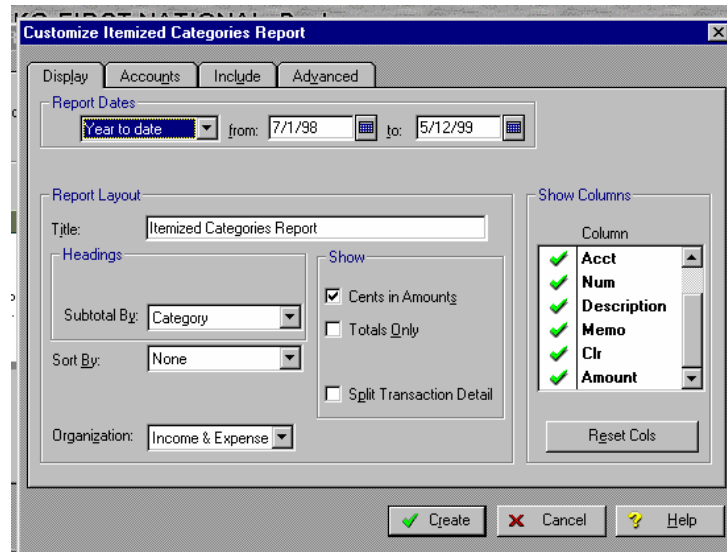 Customize Itemized Categories Report
Display Accounts Include Advanced
Report Dates
Year to date from: 7/1/98 to: 5/12/99
Report Layout
Title: Itemized Categories Report
Headings
Subtotal By: Category
Sort By: None
Organization: Income & Expense
Show
Cents in Amounts
Totals Only
Split Transaction Detail
Show Columns
Column
Acct
Num
Description
Memo
Clr
Amount
Reset Cols
Create Cancel Help